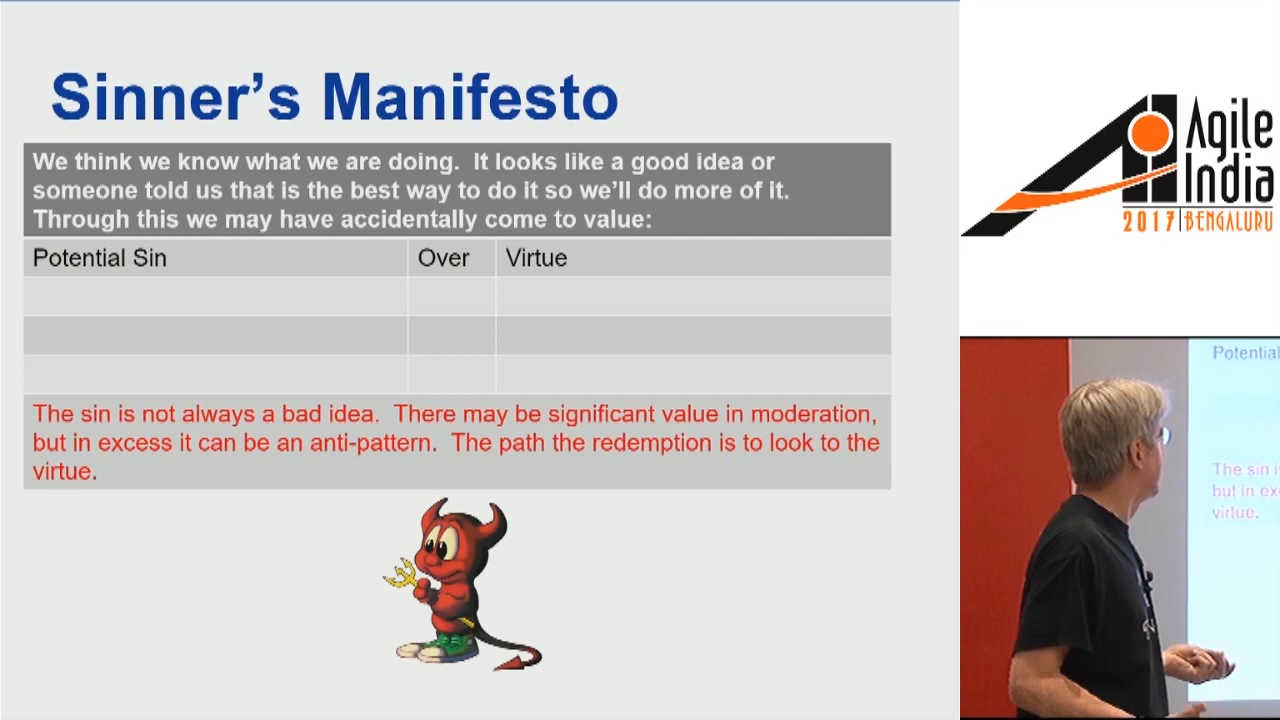 Sinner's Manifesto
We think we know what we are doing. It looks like a good idea or
someone told us that is the best way to do it so we'll do more of it.
Through this we may have accidentally come to value:
Potential Sin Over Virtue
The sin is not always a bad idea. There may be significant value in moderation,
but in excess it can be an anti-pattern. The path the redemption is to look to the
virtue.
Agile
India
2017 | BENGALURU
Potential
The sin is
but in ex
virtue.